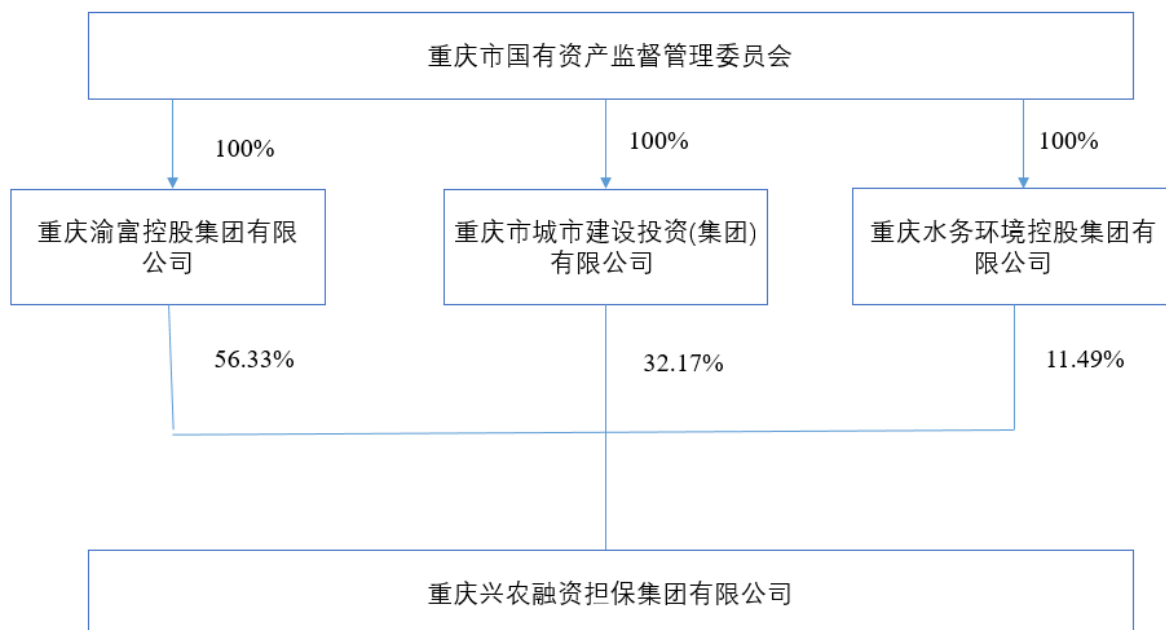 重庆市国有资产监督管理委员会
100%
100%
100%
重庆渝富控股集团有限
公司
重庆市城市建设投资(集团)
有限公司
重庆水务环境控股集团有
限公司
56.33%
32.17%
11.49%
重庆兴农融资担保集团有限公司